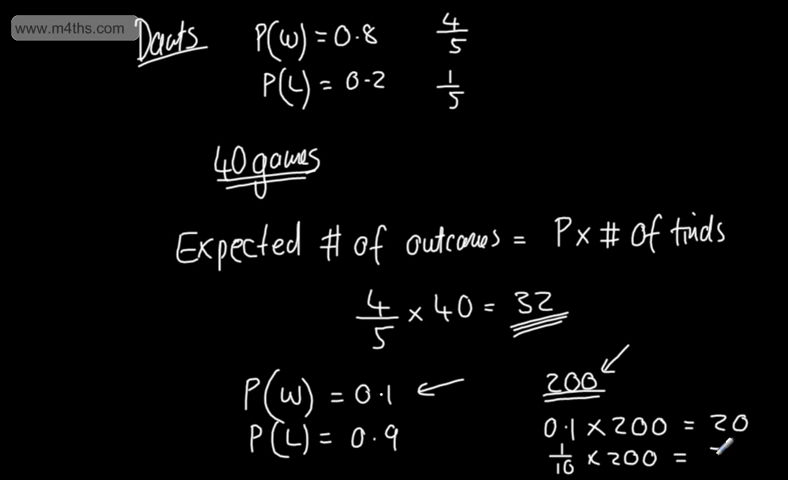 www.m4ths.com
Darts P(W) = 0.8 4/5
P(L) = 0.2 1/5
40 games
Expected # of outcomes = P x # of trials
4/5 x 40 = 32
P(W) = 0.1
P(L) = 0.9
200
0.1 x 200 = 20
1/10 x 200 =